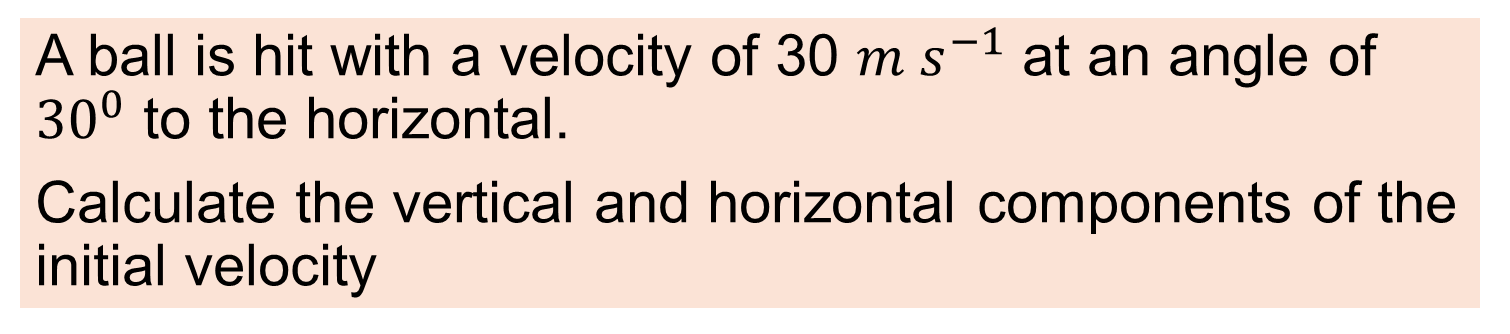 A ball is hit with a velocity of 30 m s⁻¹ at an angle of
30⁰ to the horizontal.
Calculate the vertical and horizontal components of the
initial velocity